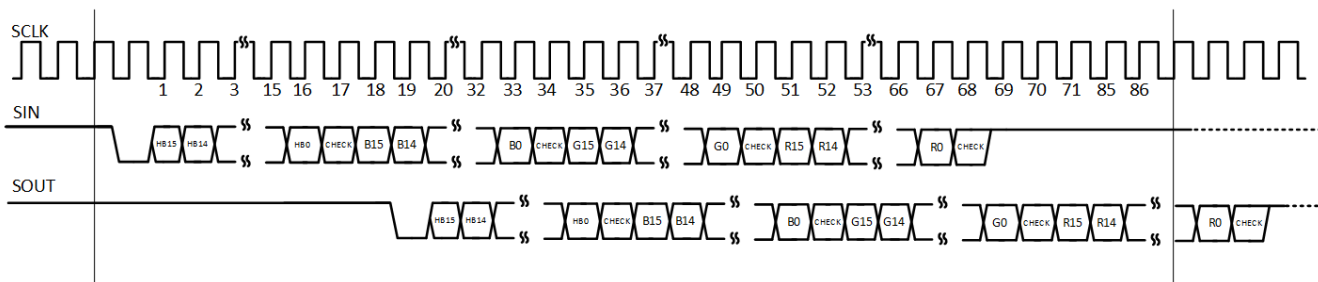 SCLK
1 2 3 15 16 17 18 19 20 32 33 34 35 36 37 48 49 50 51 52 53 66 67 68 69 70 71 85 86
SIN
HB15 HB14 HB0 CHECK B15 B14 B0 CHECK G15 G14 G0 CHECK R15 R14 R0 CHECK
SOUT
HB15 HB14 HB0 CHECK B15 B14 B0 CHECK G15 G14 G0 CHECK R15 R14 R0 CHECK